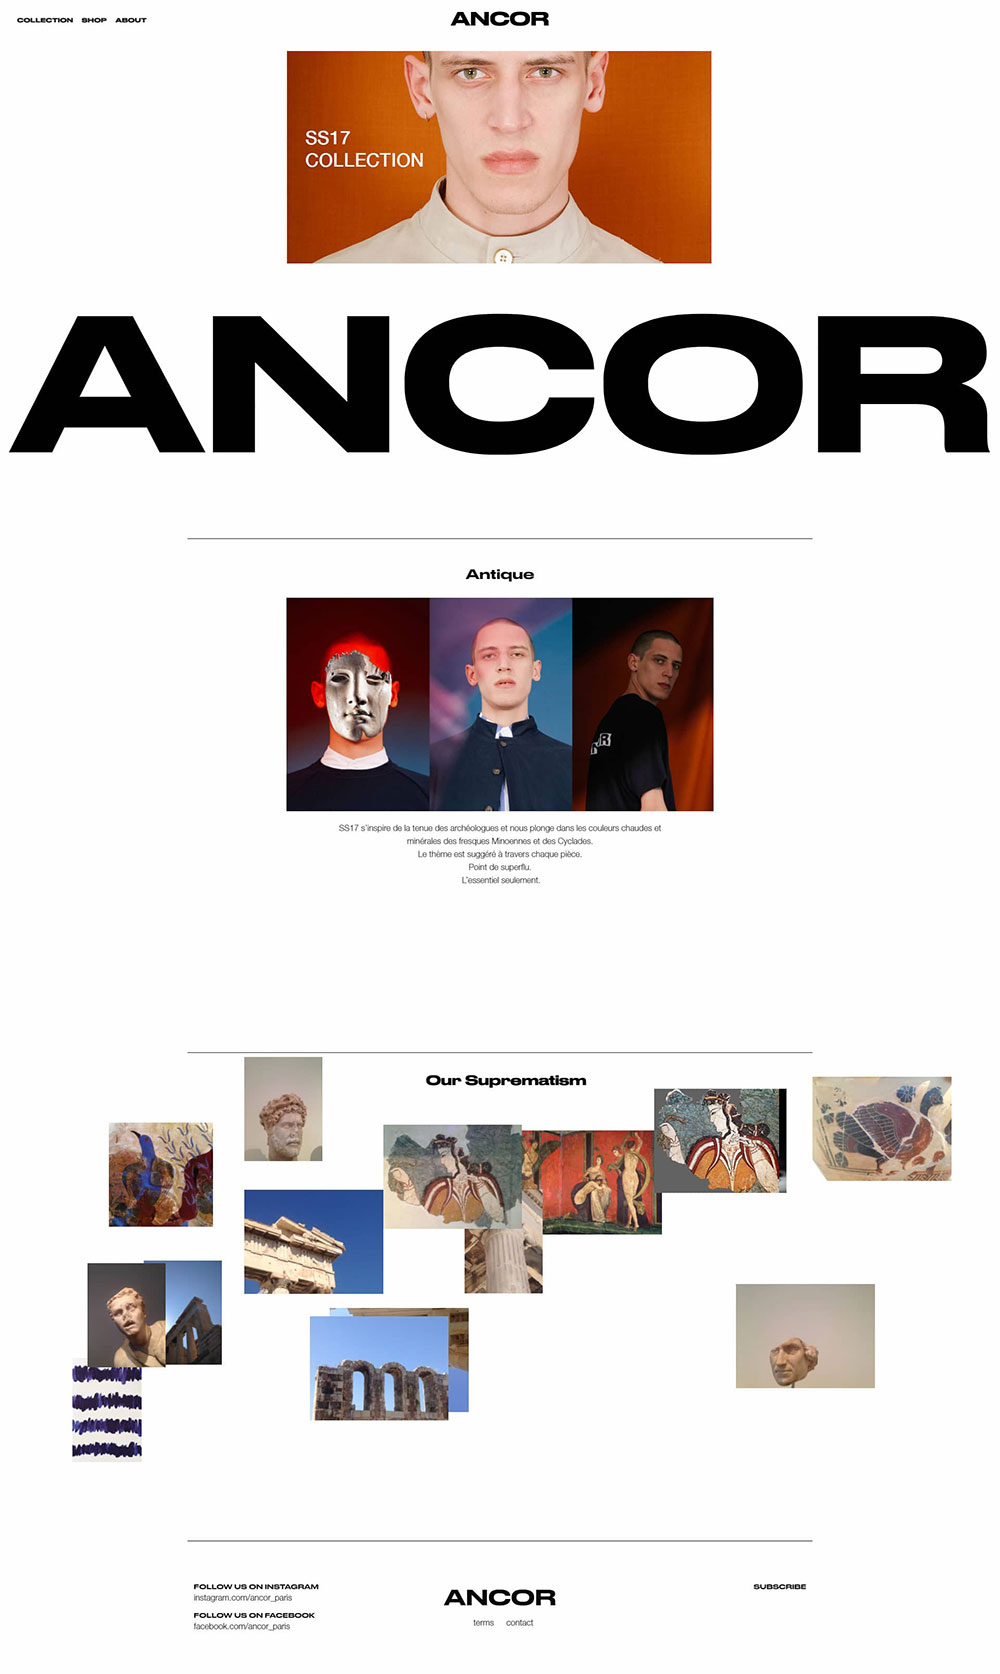 COLLECTION SHOP ABOUT
ANCOR
SS17
COLLECTION
ANCOR
Antique
SS17 s'inspire de la tenue des archéologues et nous plonge dans les couleurs chaudes et
minérales des fresques Minoennes et des Cyclades.
Le thème est suggéré à travers chaque pièce.
Point de superflu.
L'essentiel seulement.
Our Suprematism
FOLLOW US ON INSTAGRAM
instagram.com/ancor_paris
FOLLOW US ON FACEBOOK
facebook.com/ancor_paris
ANCOR
terms contact
SUBSCRIBE